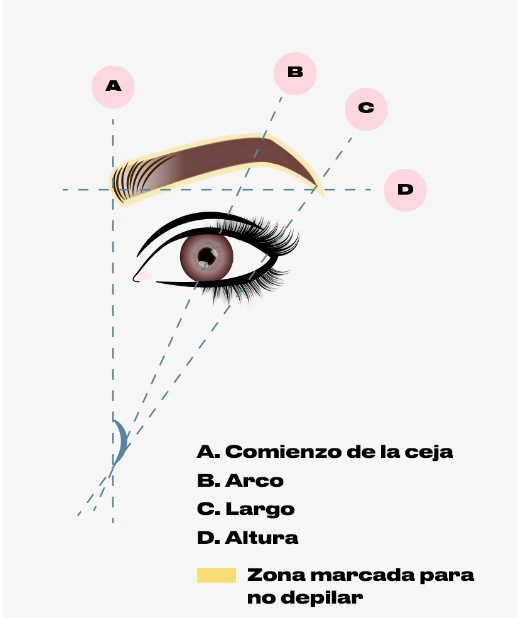 A
B
C
D
A. Comienzo de la ceja
B. Arco
C. Largo
D. Altura
Zona marcada para
no depilar